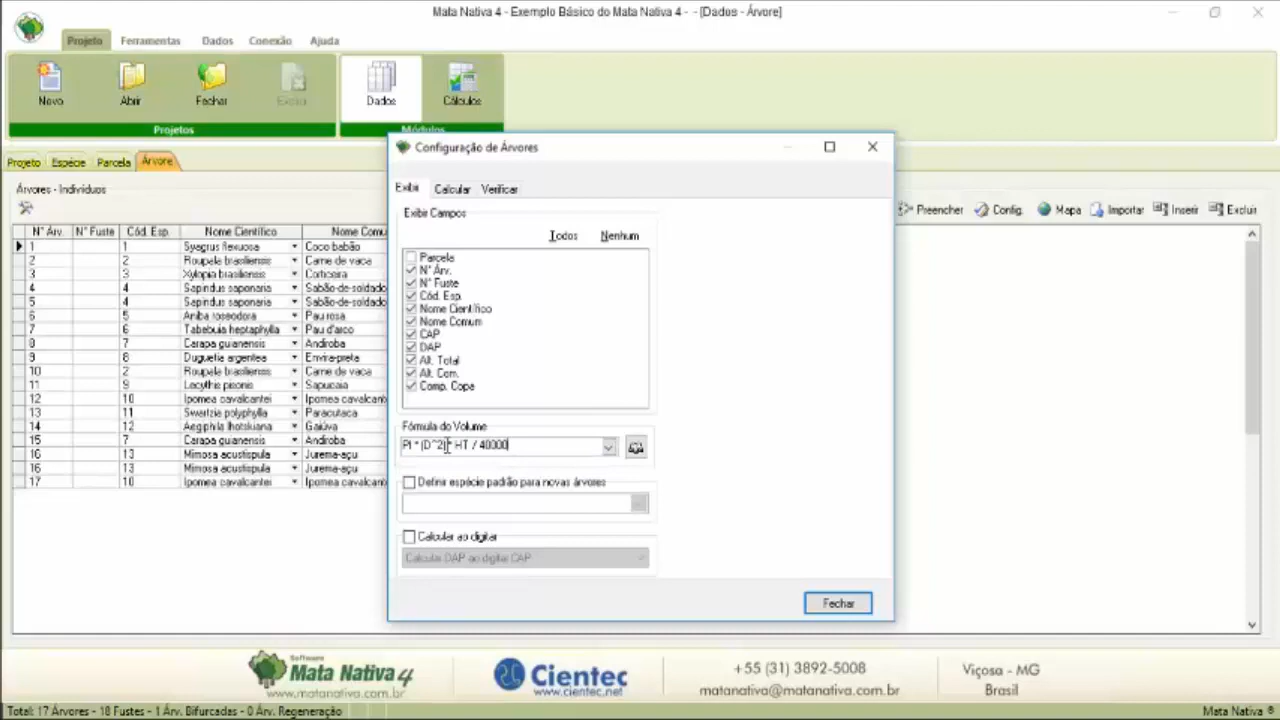 Mata Nativa 4 - Exemplo Básico do Mata Nativa 4 - - [Dados - Árvore]
Projeto Ferramentas Dados Conexão Ajuda
Novo Abrir Fechar Excluir Dados Cálculos
Projetos Módulos
Projeto Espécie Parcela Árvore
Árvores - Indivíduos
Preencher Config. Mapa Importar Inserir Excluir
N° Árv. N° Fuste Cód. Esp. Nome Científico Nome Comu
1 1 Syagrus flexuosa Coco babão
2 2 Roupala brasiliensis Carne de vaca
3 3 Xylopia brasiliensis Corticeira
4 4 Sapindus saponaria Sabão-de-soldado
5 4 Sapindus saponaria Sabão-de-soldado
6 5 Aniba roseodora Pau rosa
7 6 Tabebuia heptaphylla Pau d'arco
8 7 Carapa guianensis Andiroba
9 8 Duguetia argentea Envira-preta
10 2 Roupala brasiliensis Carne de vaca
11 9 Lecythis pisonis Sapucaia
12 10 Ipomea cavalcantei Ipomea cavalcant
13 11 Swartzia polyphylla Paracutaca
14 12 Aegiphila lhotskiana Gaiúva
15 7 Carapa guianensis Andiroba
16 13 Mimosa acustispula Jurema-açu
16 13 Mimosa acustispula Jurema-açu
17 10 Ipomea cavalcantei Ipomea cavalcant
Configuração de Árvores
Exibir Calcular Verificar
Exibir Campos
Todos Nenhum
Parcela
N° Árv.
N° Fuste
Cód. Esp.
Nome Científico
Nome Comum
CAP
DAP
Alt. Total
Alt. Com.
Comp. Copa
Fórmula do Volume
PI * (D^2) * HT / 40000
Definir espécie padrão para novas árvores
Calcular ao digitar
Calcular DAP ao digital CAP
Fechar
Software
Mata Nativa 4
www.matanativa.com.br
Cientec
www.cientec.net
+55 (31) 3892-5008
matanativa@matanativa.com.br
Viçosa - MG
Brasil
Total: 17 Árvores - 18 Fustes - 1 Árv. Bifurcadas - 0 Árv. Regeneração
Mata Nativa ®